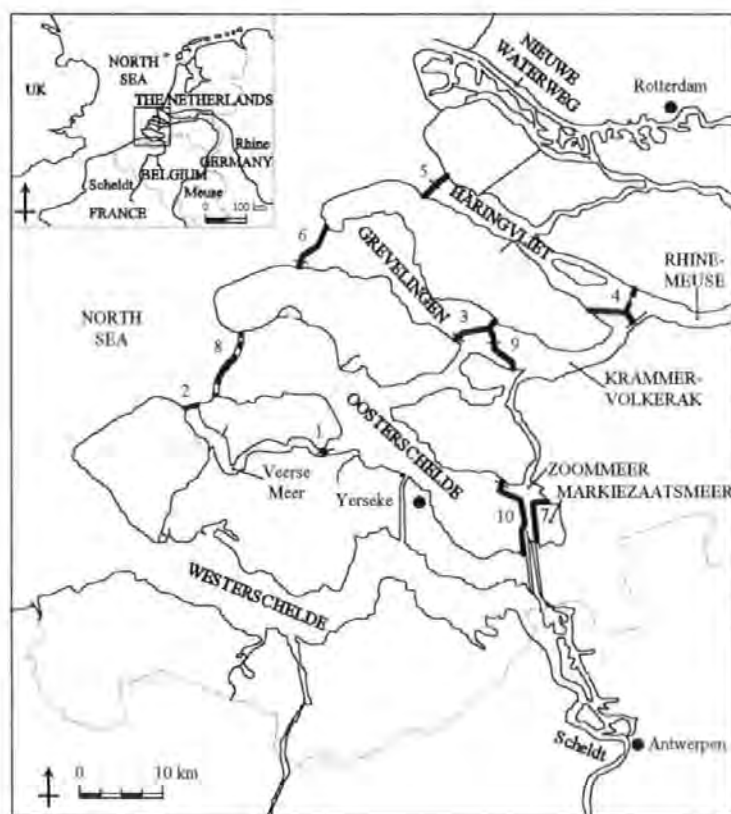 NORTH
SEA
UK
THE NETHERLANDS
Rhine
GERMANY
BELGIUM
Scheldt
Meuse
FRANCE
0 100 km
NIEUWE
WATERWEG
Rotterdam
5
HARINGVLIET
6
RHINE-
MEUSE
4
GREVELINGEN
3
9
NORTH
SEA
8
KRAMMER-
VOLKERAK
2
OOSTERSCHELDE
1
Veerse
Meer
Yerseke
ZOOMMEER
MARKIEZAATSMEER
10
7
WESTERSCHELDE
Scheldt
Antwerpen
0 10 km